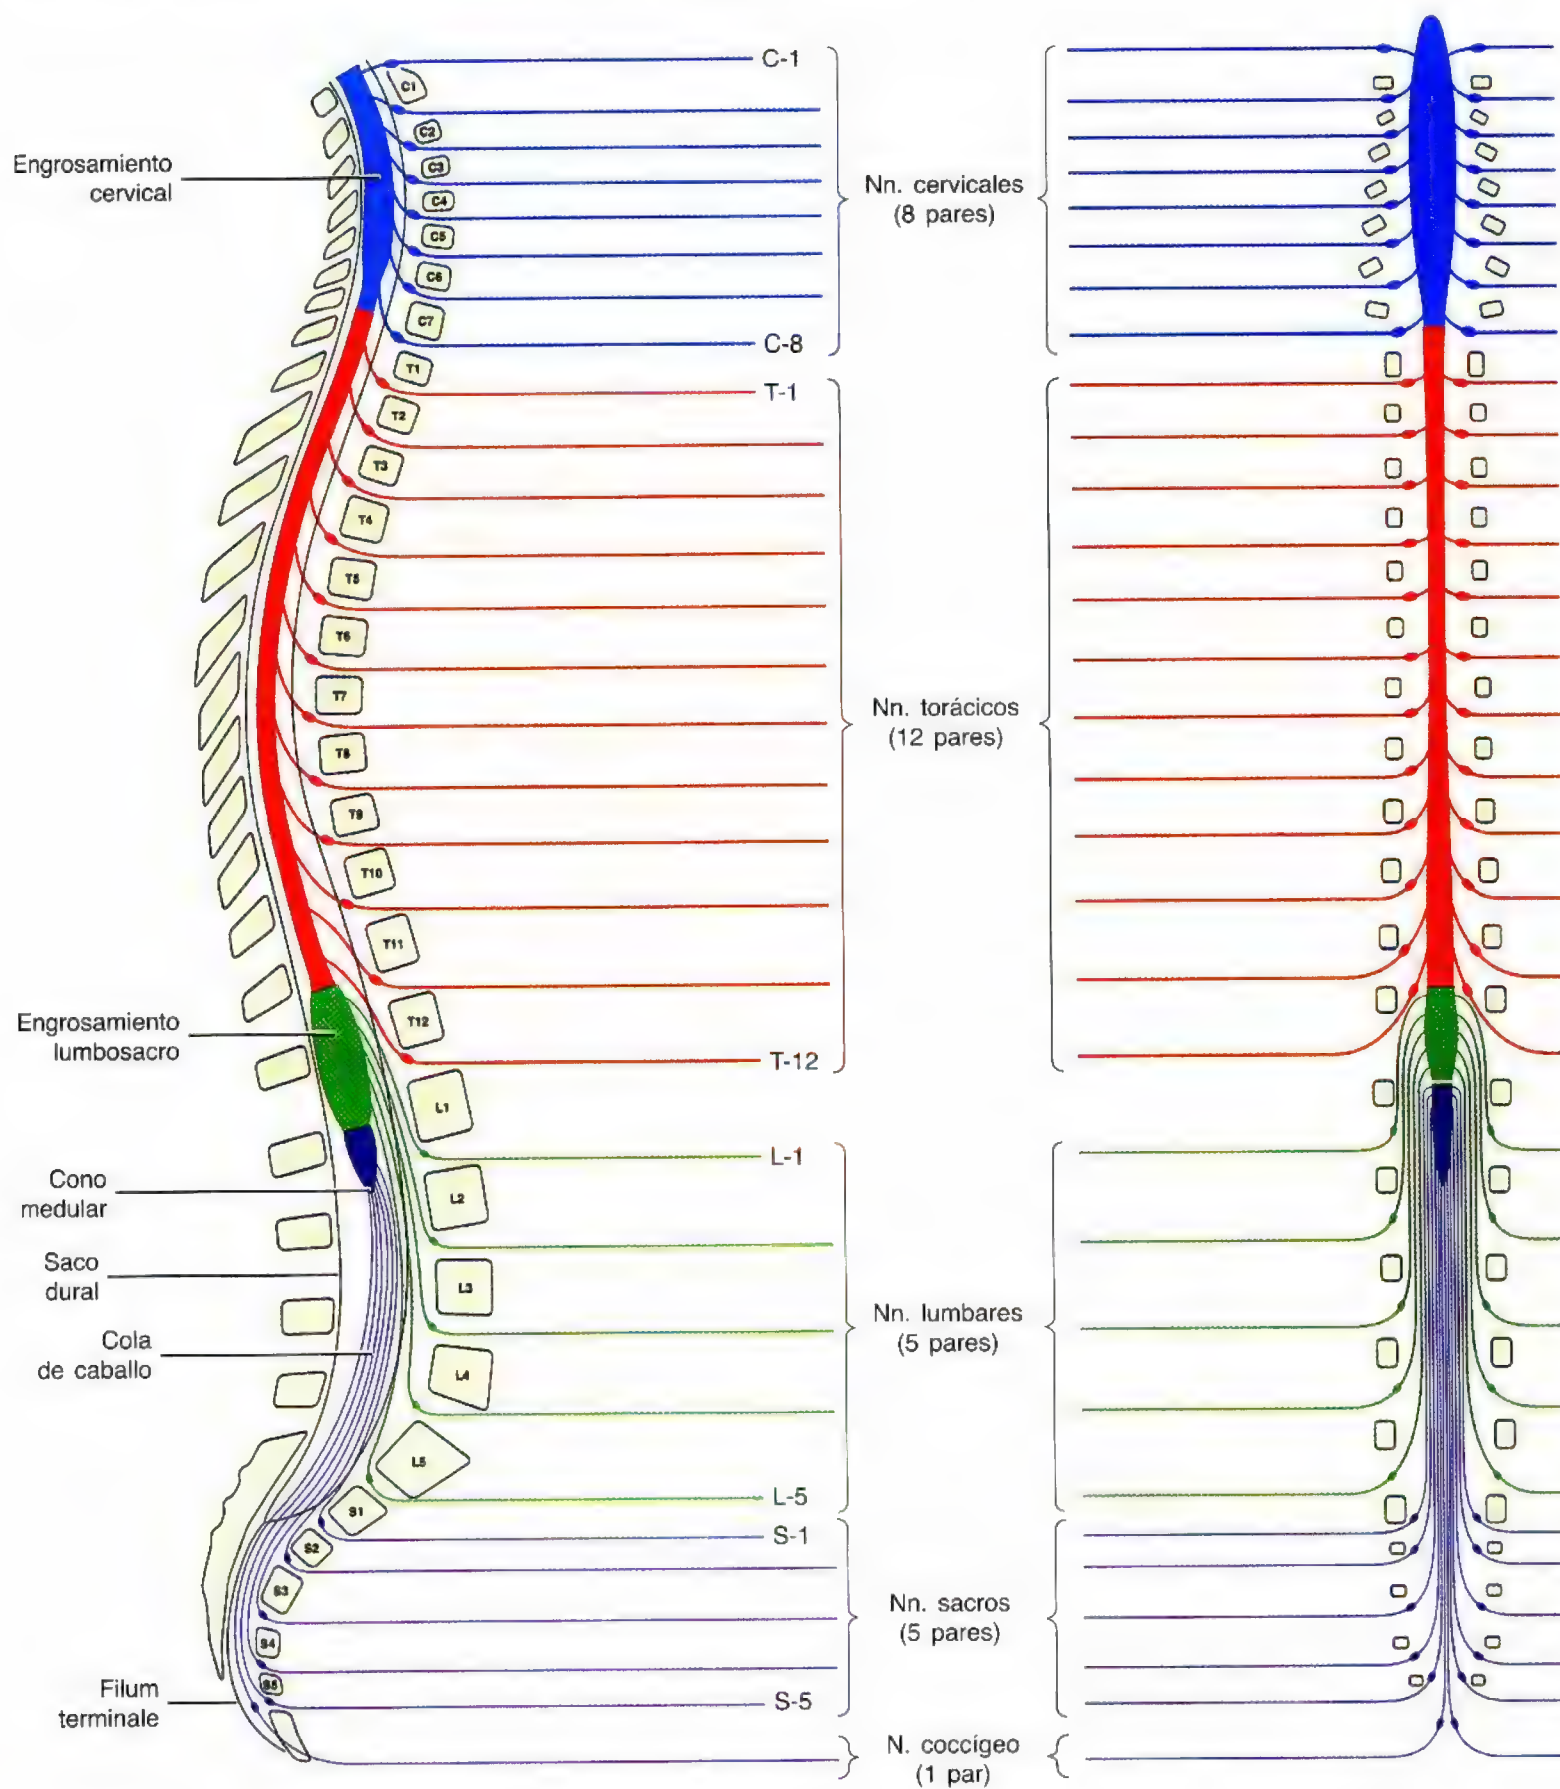 C-1
C1
C2
C3
C4
C5
C6
C7
Engrosamiento
cervical
Nn. cervicales
(8 pares)
C-8
T1
T-1
T2
T3
T4
T5
T6
T7
T8
T9
T10
T11
T12
Nn. torácicos
(12 pares)
Engrosamiento
lumbosacro
T-12
L1
L-1
Cono
medular
L2
Saco
dural
L3
Cola
de caballo
Nn. lumbares
(5 pares)
L4
L5
L-5
S1
S-1
S2
S3
Nn. sacros
(5 pares)
S4
S5
Filum
terminale
S-5
N. coccígeo
(1 par)